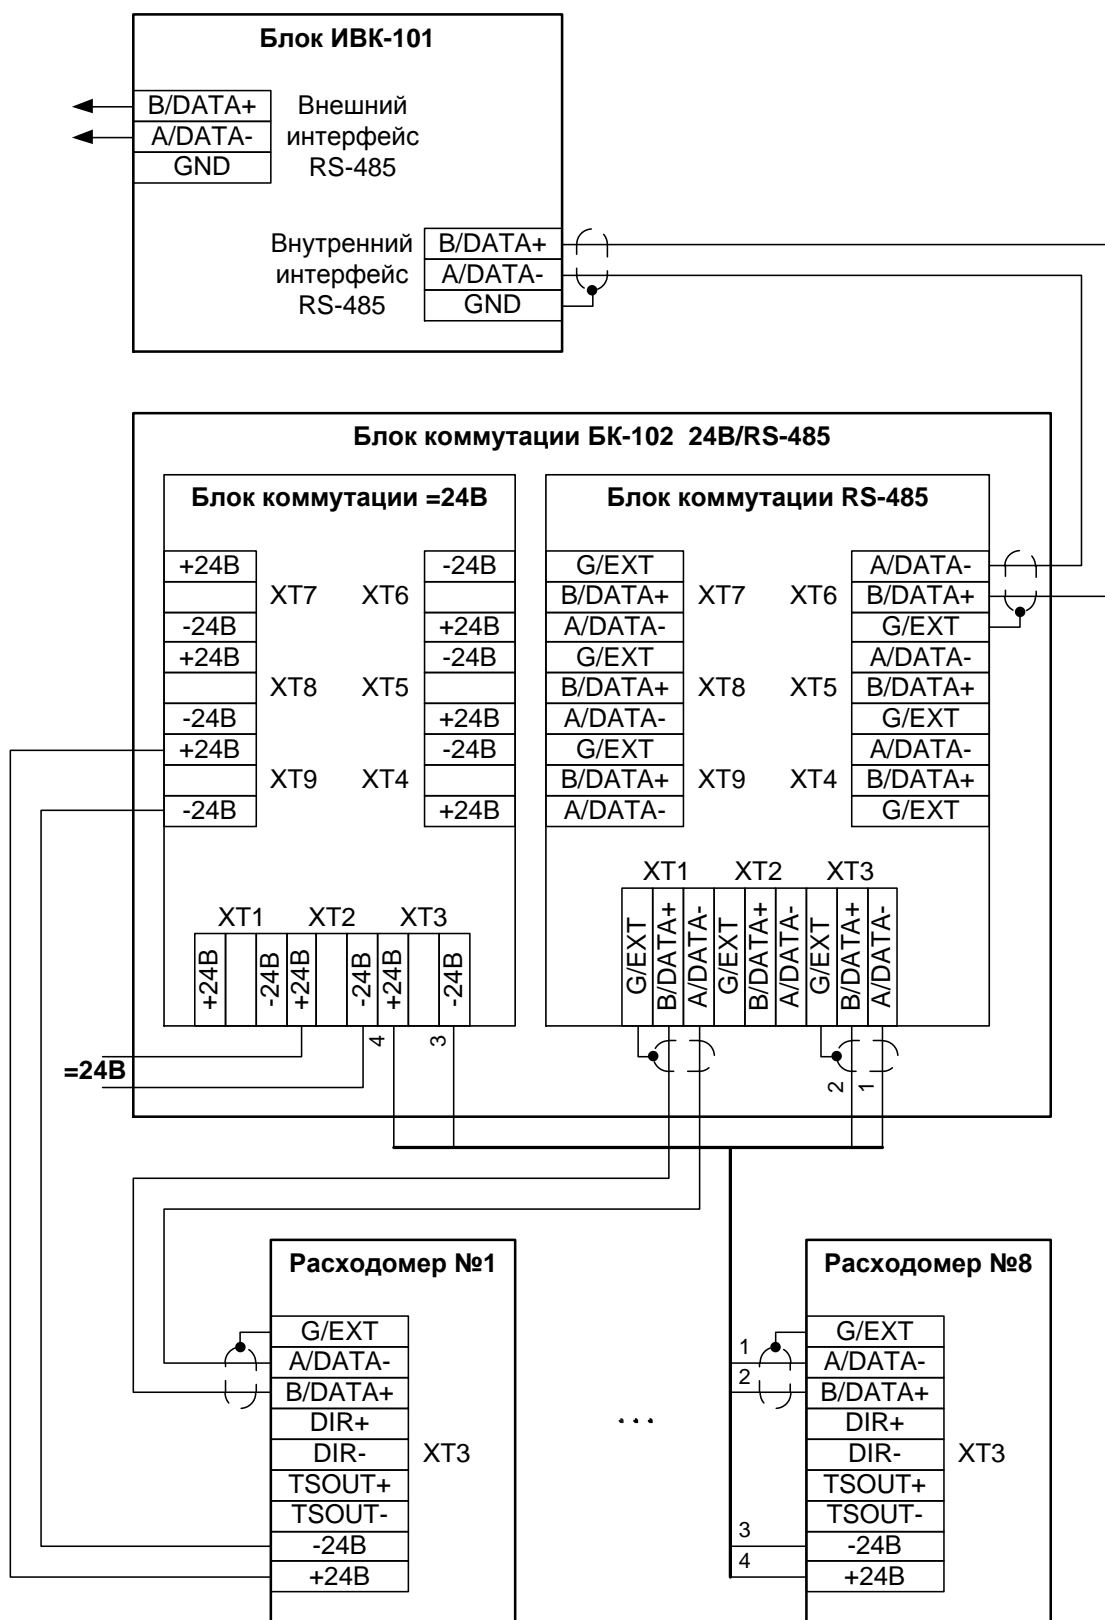 Блок ИВК-101
B/DATA+
A/DATA-
GND
Внешний
интерфейс
RS-485
Внутренний
интерфейс
RS-485
B/DATA+
A/DATA-
GND
Блок коммутации БК-102  24В/RS-485
Блок коммутации =24В
+24В
-24В
+24В
-24В
+24В
-24В
XT7
XT8
XT9
XT6
XT5
XT4
-24В
+24В
-24В
+24В
-24В
+24В
XT1
XT2
XT3
+24В
-24В
+24В
-24В
+24В
-24В
4
3
=24В
Блок коммутации RS-485
G/EXT
B/DATA+
A/DATA-
G/EXT
B/DATA+
A/DATA-
G/EXT
B/DATA+
A/DATA-
XT7
XT8
XT9
XT6
XT5
XT4
A/DATA-
B/DATA+
G/EXT
A/DATA-
B/DATA+
G/EXT
A/DATA-
B/DATA+
G/EXT
XT1
XT2
XT3
G/EXT
B/DATA+
A/DATA-
G/EXT
B/DATA+
A/DATA-
G/EXT
B/DATA+
A/DATA-
2
1
Расходомер №1
G/EXT
A/DATA-
B/DATA+
DIR+
DIR-
TSOUT+
TSOUT-
-24В
+24В
XT3
...
Расходомер №8
1
2
3
4
G/EXT
A/DATA-
B/DATA+
DIR+
DIR-
TSOUT+
TSOUT-
-24В
+24В
XT3